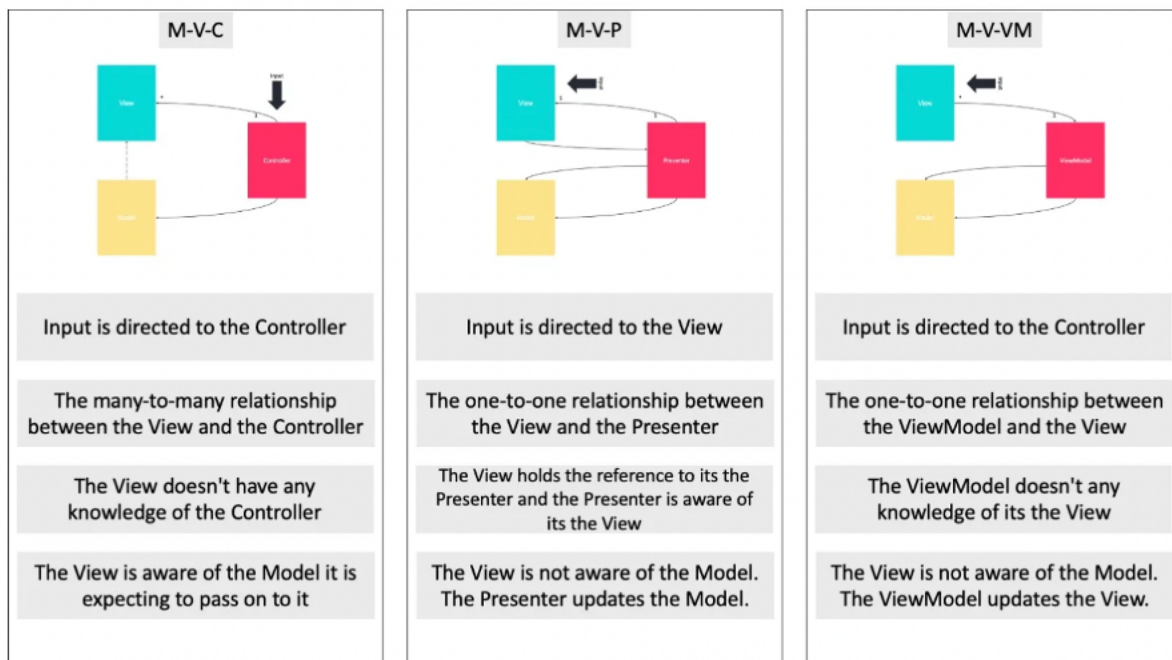 M-V-C
Input
View
Controller
Model
Input is directed to the Controller
The many-to-many relationship
between the View and the Controller
The View doesn't have any
knowledge of the Controller
The View is aware of the Model it is
expecting to pass on to it
M-V-P
View
Presenter
Input is directed to the View
The one-to-one relationship between
the View and the Presenter
The View holds the reference to its the
Presenter and the Presenter is aware of
its the View
The View is not aware of the Model.
The Presenter updates the Model.
M-V-VM
View
ViewModel
Input is directed to the Controller
The one-to-one relationship between
the ViewModel and the View
The ViewModel doesn't any
knowledge of its the View
The View is not aware of the Model.
The ViewModel updates the View.